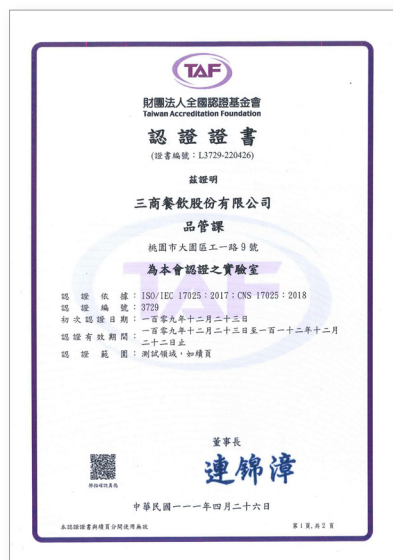 TAF
財團法人全國認證基金會
Taiwan Accreditation Foundation
認證證書
(證書編號：L3729-220426)
茲證明
三商餐飲股份有限公司
品管課
桃園市大園區工一路9號
為本會認證之實驗室
認證依據：ISO/IEC 17025：2017；CNS 17025：2018
認證編號：3729
初次認證日期：一百零九年十二月二十三日
認證有效期間：一百零九年十二月二十三日至一百一十二年十二月
二十二日止
認證範圍：測試領域，如續頁
董事長
連錦漳
中華民國一一一年四月二十六日
本認證證書與續頁分開使用無效
第1頁，共2頁